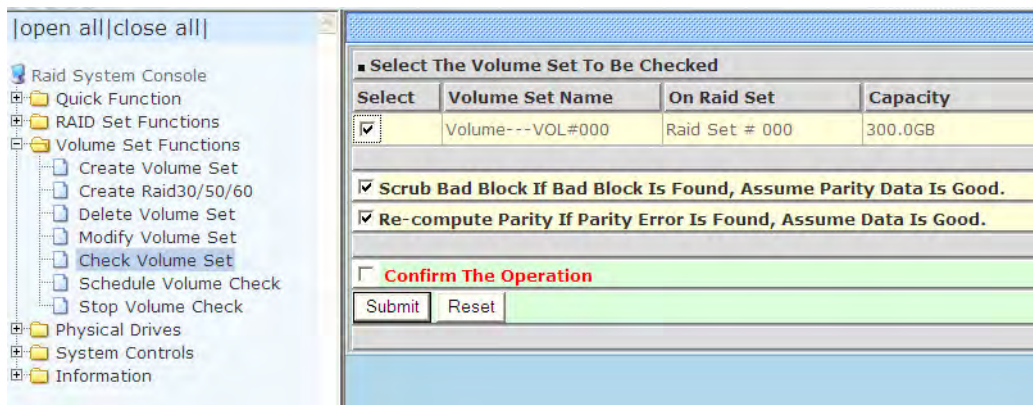 |open all|close all|
Raid System Console
Quick Function
RAID Set Functions
Volume Set Functions
Create Volume Set
Create Raid30/50/60
Delete Volume Set
Modify Volume Set
Check Volume Set
Schedule Volume Check
Stop Volume Check
Physical Drives
System Controls
Information
Select The Volume Set To Be Checked
Select Volume Set Name On Raid Set Capacity
Volume---VOL#000 Raid Set # 000 300.0GB
Scrub Bad Block If Bad Block Is Found, Assume Parity Data Is Good.
Re-compute Parity If Parity Error Is Found, Assume Data Is Good.
Confirm The Operation
Submit Reset